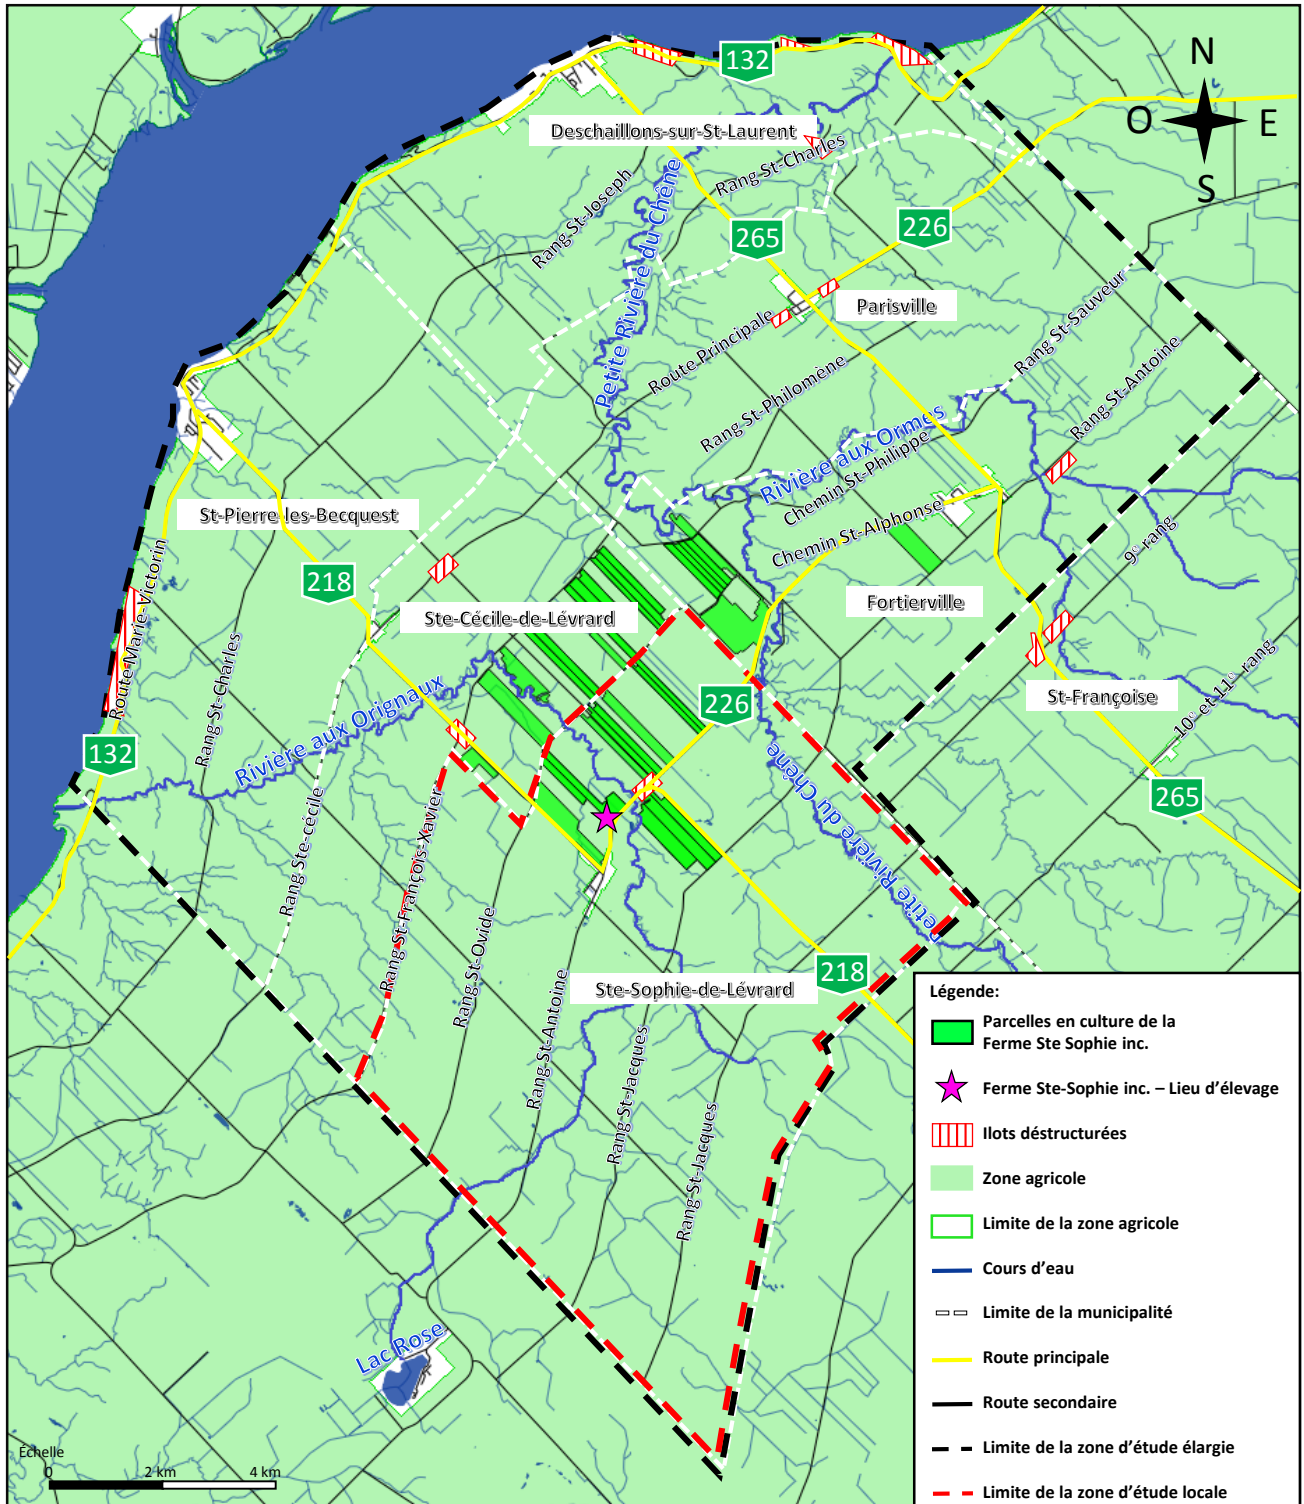 N
O
E
S
132
Deschaillons-sur-St-Laurent
Rang St-Charles
Rang St-Joseph
Petite Rivière du Chêne
265
226
Parisville
Route Principale
Rang St-Sauveur
Rang St-Antoine
Rang St-Philomène
Rivière aux Ormes
Chemin St-Philippe
Chemin St-Alphonse
9e rang
St-Pierre-les-Becquest
218
Route Marie-Victorin
Rang St-Charles
Ste-Cécile-de-Lévrard
Fortierville
St-Françoise
10e et 11e rang
226
Rivière aux Orignaux
132
265
Petite Rivière du Chêne
Rang Ste-cécile
Rang St-François-Xavier
Rang St-Ovide
Rang St-Antoine
Ste-Sophie-de-Lévrard
218
Rang St-Jacques
Rang St-Jacques
Lac Rose
Échelle
0
2 km
4 km
Légende:
Parcelles en culture de la
Ferme Ste Sophie inc.
Ferme Ste-Sophie inc. – Lieu d'élevage
Ilots déstructurées
Zone agricole
Limite de la zone agricole
Cours d'eau
Limite de la municipalité
Route principale
Route secondaire
Limite de la zone d'étude élargie
Limite de la zone d'étude locale